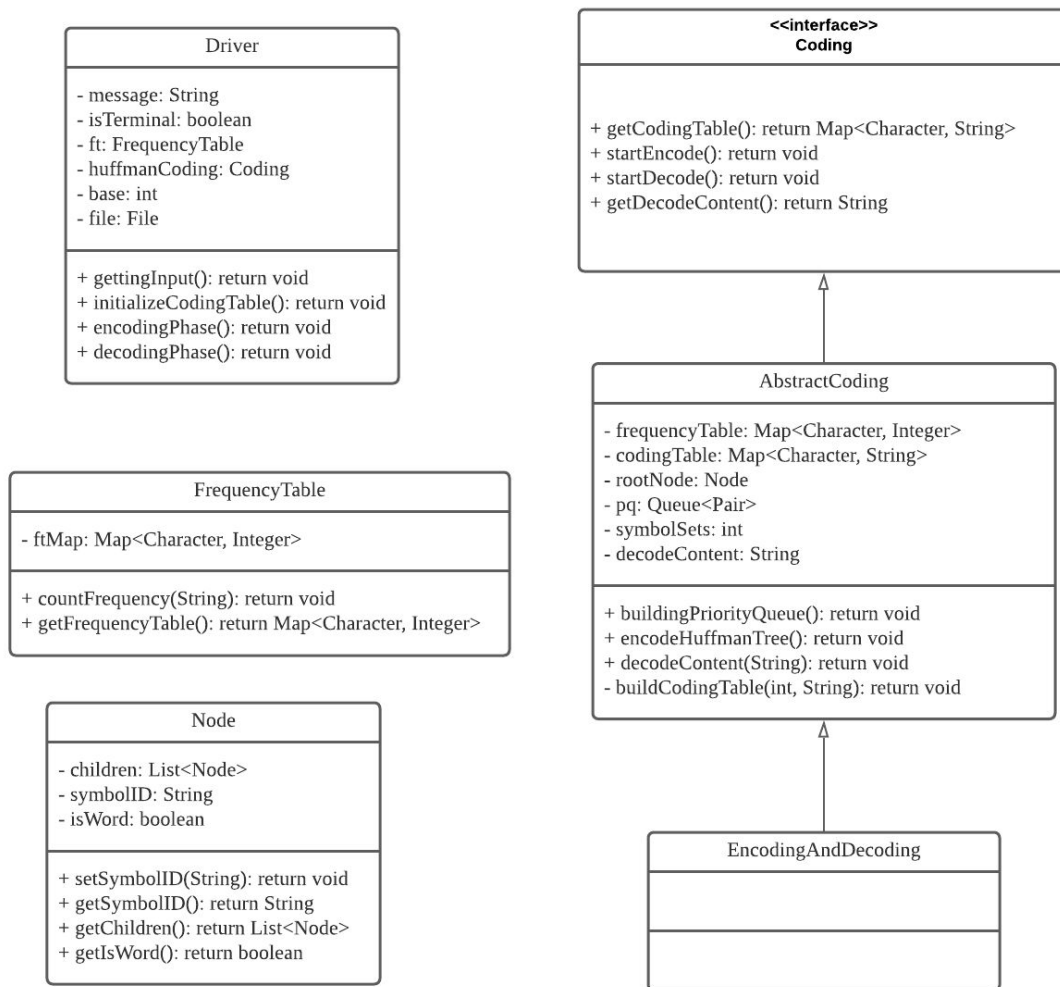 Driver
- message: String
- isTerminal: boolean
- ft: FrequencyTable
- huffmanCoding: Coding
- base: int
- file: File
+ gettingInput(): return void
+ initializeCodingTable(): return void
+ encodingPhase(): return void
+ decodingPhase(): return void
FrequencyTable
- ftMap: Map<Character, Integer>
+ countFrequency(String): return void
+ getFrequencyTable(): return Map<Character, Integer>
Node
- children: List<Node>
- symbolID: String
- isWord: boolean
+ setSymbolID(String): return void
+ getSymbolID(): return String
+ getChildren(): return List<Node>
+ getIsWord(): return boolean
<<interface>>
Coding
+ getCodingTable(): return Map<Character, String>
+ startEncode(): return void
+ startDecode(): return void
+ getDecodeContent(): return String
AbstractCoding
- frequencyTable: Map<Character, Integer>
- codingTable: Map<Character, String>
- rootNode: Node
- pq: Queue<Pair>
- symbolSets: int
- decodeContent: String
+ buildingPriorityQueue(): return void
+ encodeHuffmanTree(): return void
+ decodeContent(String): return void
- buildCodingTable(int, String): return void
EncodingAndDecoding